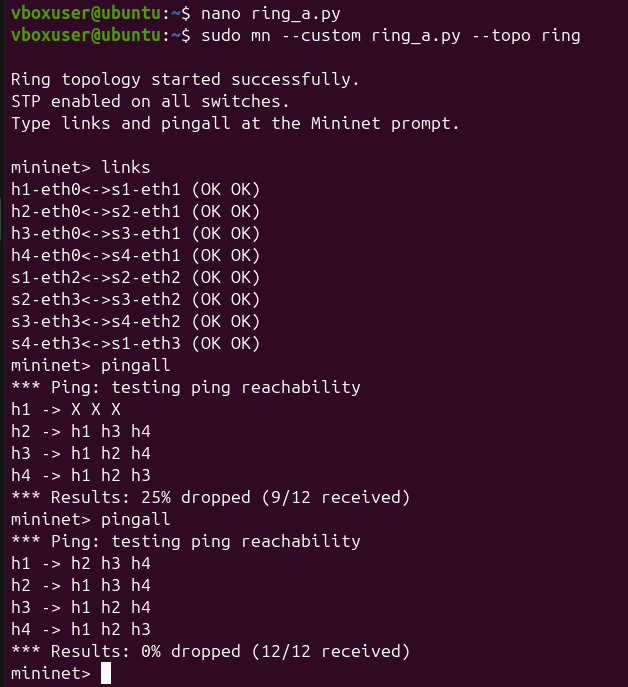 vboxuser@ubuntu:~$ nano ring_a.py
vboxuser@ubuntu:~$ sudo mn --custom ring_a.py --topo ring
Ring topology started successfully.
STP enabled on all switches.
Type links and pingall at the Mininet prompt.
mininet> links
h1-eth0<->s1-eth1 (OK OK)
h2-eth0<->s2-eth1 (OK OK)
h3-eth0<->s3-eth1 (OK OK)
h4-eth0<->s4-eth1 (OK OK)
s1-eth2<->s2-eth2 (OK OK)
s2-eth3<->s3-eth2 (OK OK)
s3-eth3<->s4-eth2 (OK OK)
s4-eth3<->s1-eth3 (OK OK)
mininet> pingall
*** Ping: testing ping reachability
h1 -> X X X
h2 -> h1 h3 h4
h3 -> h1 h2 h4
h4 -> h1 h2 h3
*** Results: 25% dropped (9/12 received)
mininet> pingall
*** Ping: testing ping reachability
h1 -> h2 h3 h4
h2 -> h1 h3 h4
h3 -> h1 h2 h4
h4 -> h1 h2 h3
*** Results: 0% dropped (12/12 received)
mininet>